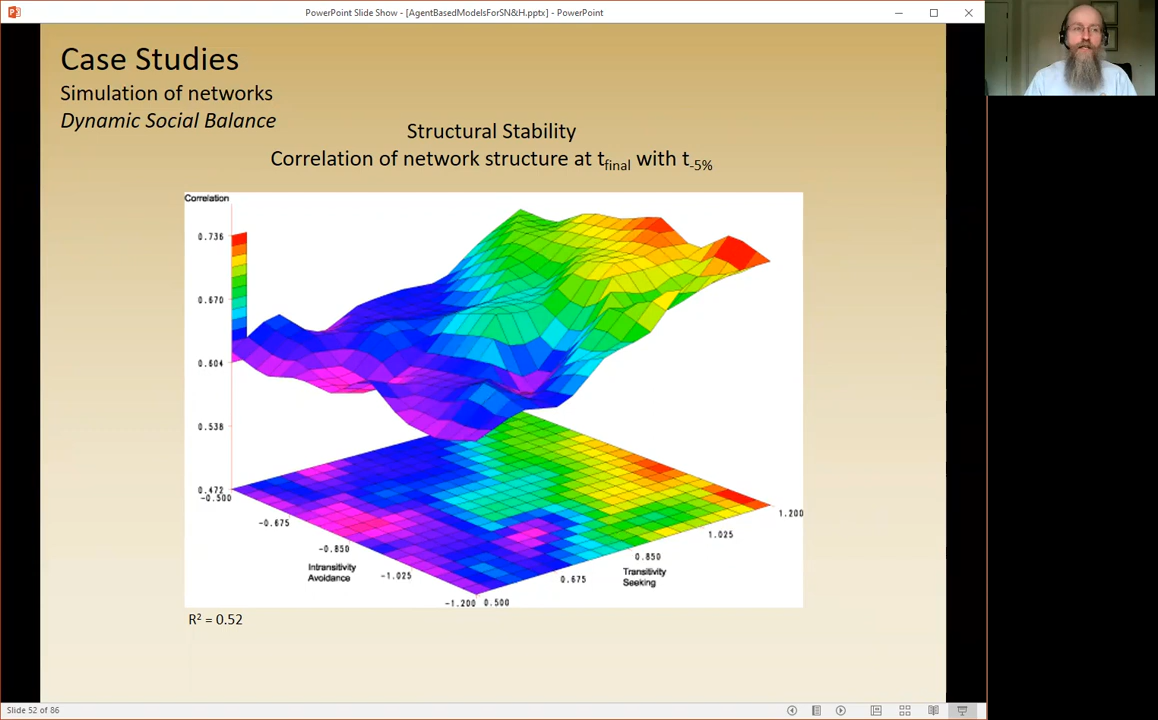 PowerPoint Slide Show - [AgentBasedModelsForSN&H.pptx] - PowerPoint
Case Studies
Simulation of networks
Dynamic Social Balance
Structural Stability
Correlation of network structure at tfinal with t-5%
Correlation
0.736
0.670
0.604
0.538
0.472
-0.500
-0.675
-0.850
-1.025
-1.200
Intransitivity
Avoidance
0.500
0.675
0.850
1.025
1.200
Transitivity
Seeking
R² = 0.52
Slide 52 of 86